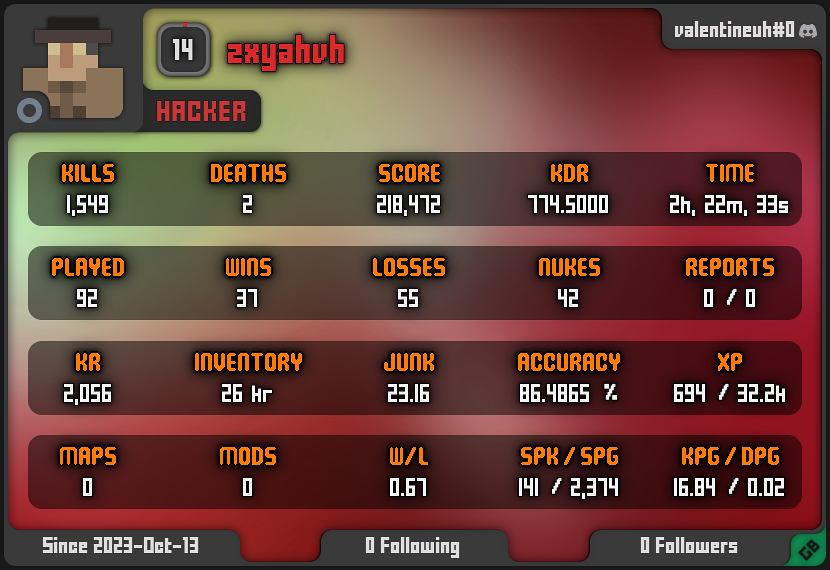 valentineuh#0
14 zxyahuh
HACKER
KILLS DEATHS SCORE KDR TIME
1,549 2 218,472 774.5000 2h, 22m, 33s
PLAYED WINS LOSSES NUKES REPORTS
92 37 55 42 0 / 0
KR INVENTORY JUNK ACCURACY XP
2,056 26 kr 23.16 86.4865 % 694 / 32.2k
MAPS MODS W/L SPK / SPG KPG / DPG
0 0 0.67 141 / 2,374 16.84 / 0.02
Since 2023-Oct-13 0 Following 0 Followers
GB